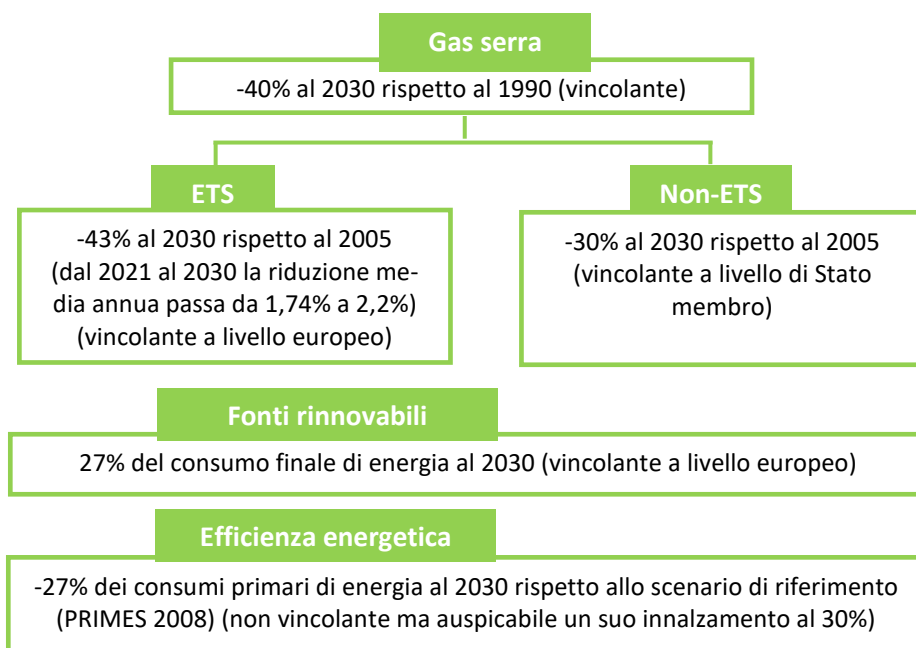 Gas serra
-40% al 2030 rispetto al 1990 (vincolante)
ETS
-43% al 2030 rispetto al 2005
(dal 2021 al 2030 la riduzione me-
dia annua passa da 1,74% a 2,2%)
(vincolante a livello europeo)
Non-ETS
-30% al 2030 rispetto al 2005
(vincolante a livello di Stato
membro)
Fonti rinnovabili
27% del consumo finale di energia al 2030 (vincolante a livello europeo)
Efficienza energetica
-27% dei consumi primari di energia al 2030 rispetto allo scenario di riferimento
(PRIMES 2008) (non vincolante ma auspicabile un suo innalzamento al 30%)